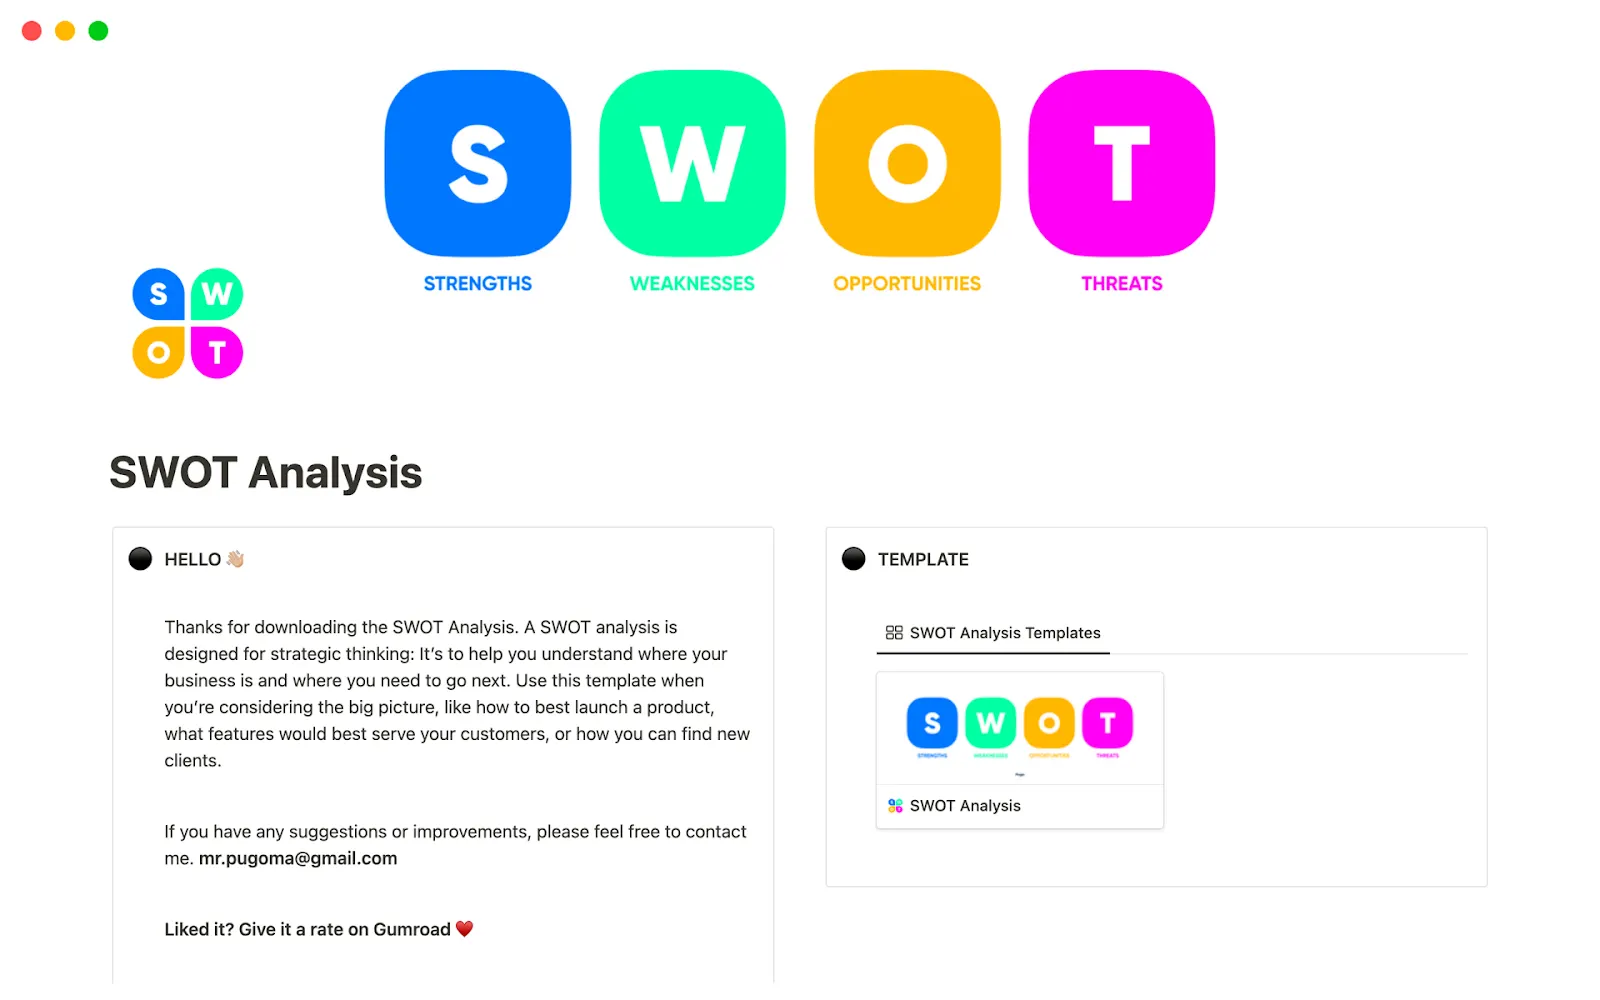 S W O T
STRENGTHS WEAKNESSES OPPORTUNITIES THREATS
S W
O T
SWOT Analysis
HELLO 👋🏼
Thanks for downloading the SWOT Analysis. A SWOT analysis is
designed for strategic thinking: It’s to help you understand where your
business is and where you need to go next. Use this template when
you’re considering the big picture, like how to best launch a product,
what features would best serve your customers, or how you can find new
clients.
If you have any suggestions or improvements, please feel free to contact
me. mr.pugoma@gmail.com
Liked it? Give it a rate on Gumroad ♥️
TEMPLATE
SWOT Analysis Templates
S W O T
STRENGTHS WEAKNESSES OPPORTUNITIES THREATS
SWOT Analysis